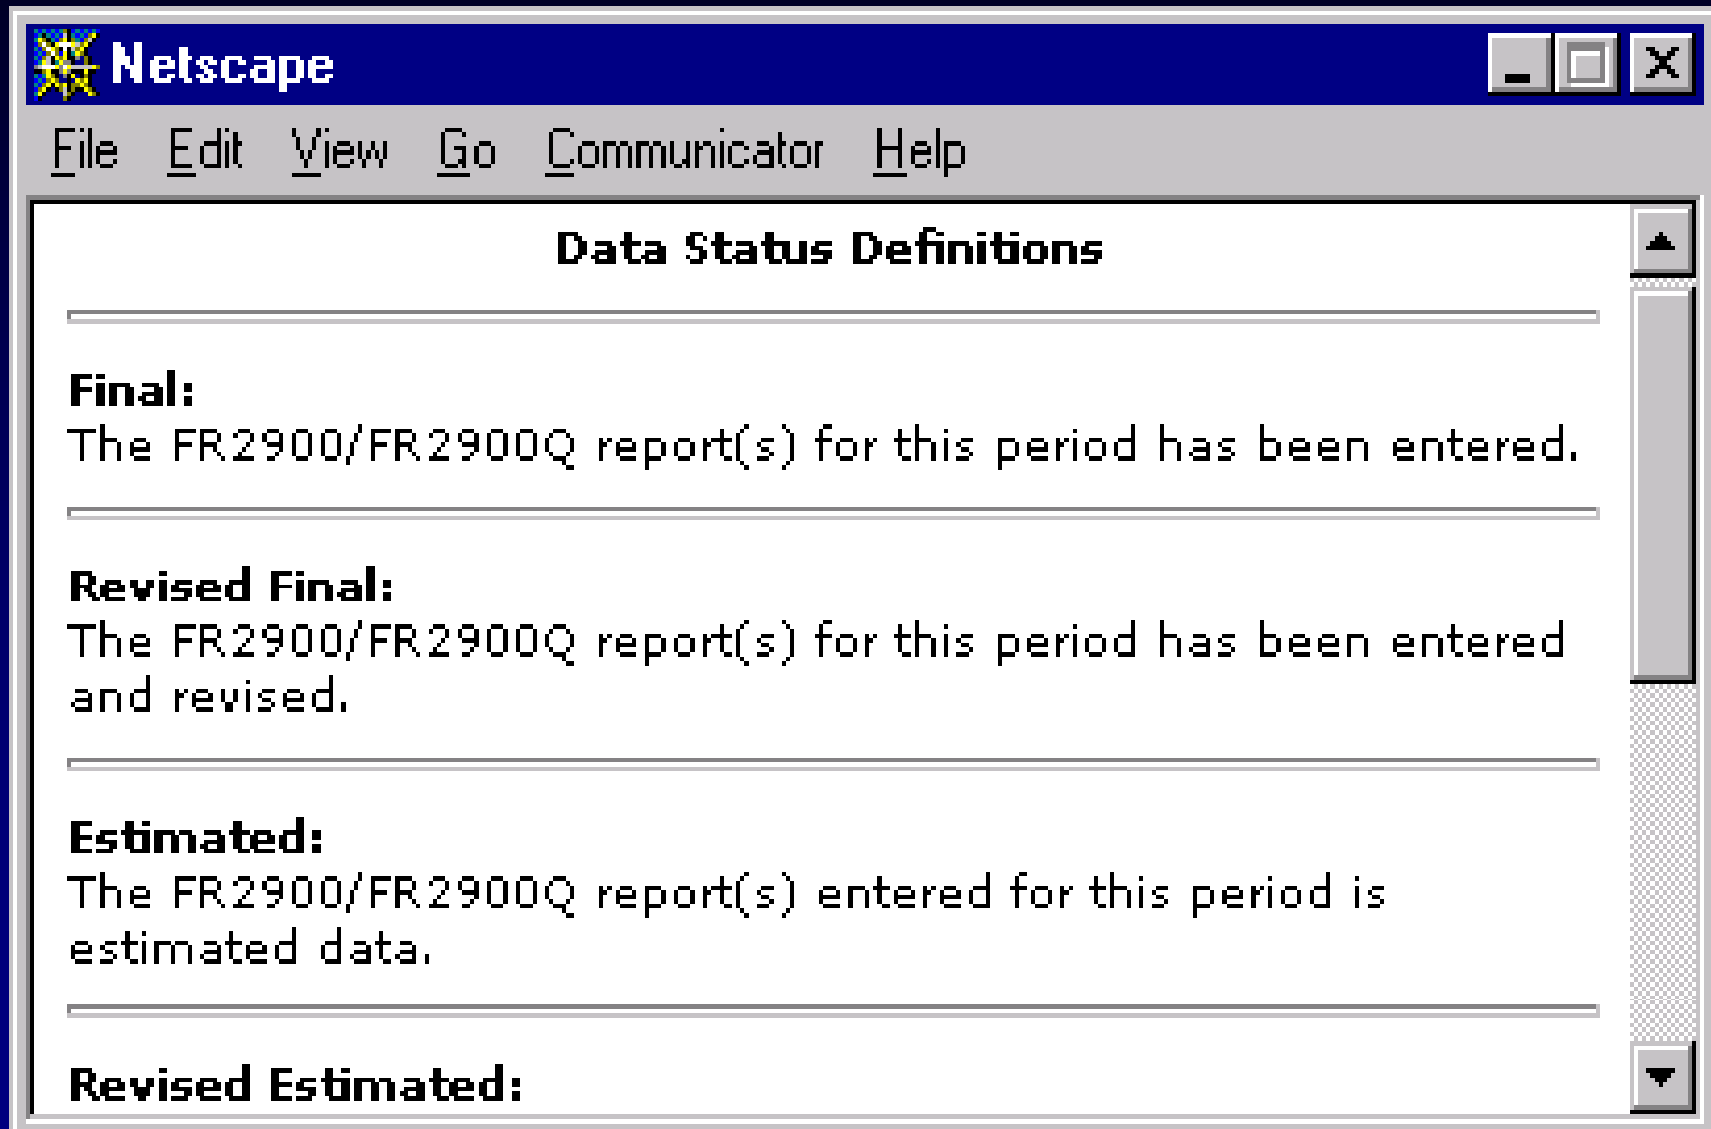 Netscape
File Edit View Go Communicator Help
Data Status Definitions
Final:
The FR2900/FR2900Q report(s) for this period has been entered.
Revised Final:
The FR2900/FR2900Q report(s) for this period has been entered
and revised.
Estimated:
The FR2900/FR2900Q report(s) entered for this period is
estimated data.
Revised Estimated: